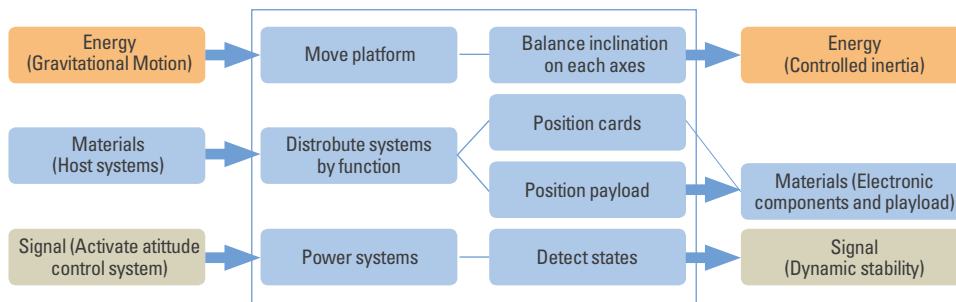 Energy
(Gravitational Motion)
Move platform
Balance inclination
on each axes
Energy
(Controlled inertia)
Materials
(Host systems)
Distrobute systems
by function
Position cards
Position payload
Materials (Electronic
components and playload)
Signal (Activate atitude
control system)
Power systems
Detect states
Signal
(Dynamic stability)